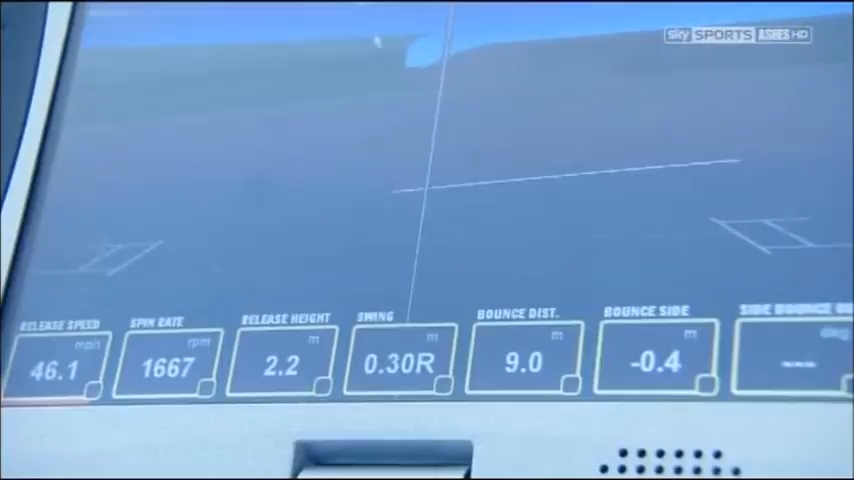 sky SPORTS ASHES HD
RELEASE SPEED
mph
46.1
SPIN RATE
rpm
1667
RELEASE HEIGHT
m
2.2
SWING
m
0.30R
BOUNCE DIST.
m
9.0
BOUNCE SIDE
m
-0.4
SIDE BOUNCE
deg
---